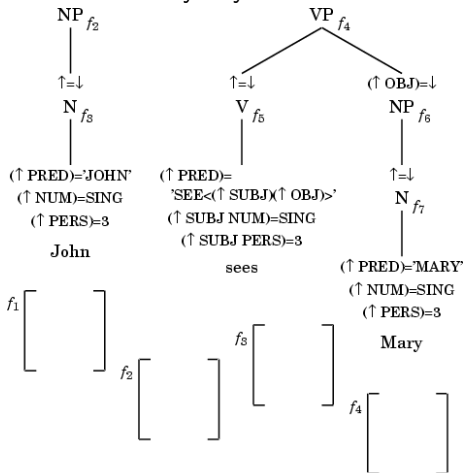 NP f2 VP f4
↑=↓ ↑=↓ (↑ OBJ)=↓
N f3 V f5 NP f6
(↑ PRED)='JOHN' (↑ PRED)= ↑=↓
(↑ NUM)=SING 'SEE<(↑ SUBJ)(↑ OBJ)>' N f7
(↑ PERS)=3 (↑ SUBJ NUM)=SING
John (↑ SUBJ PERS)=3
sees (↑ PRED)='MARY'
(↑ NUM)=SING
(↑ PERS)=3
Mary
f1
f2
f3
f4